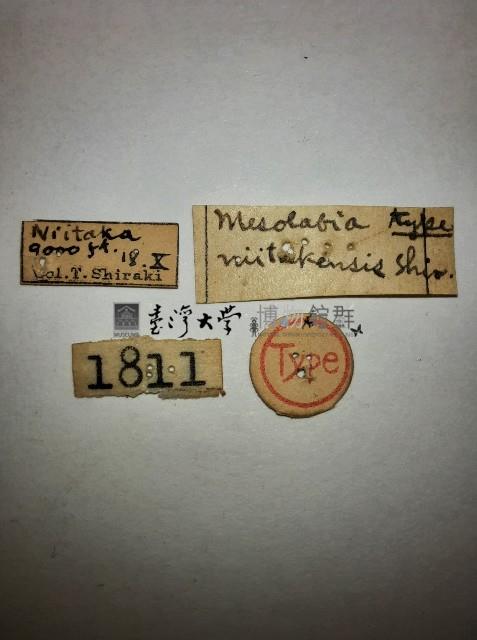 Niitaka
9000 ft. 18.X
Col. T. Shiraki
Mesolabia type
niitakensis Shir.
臺灣大學 博物館群
MUSEUMS
1811
Type